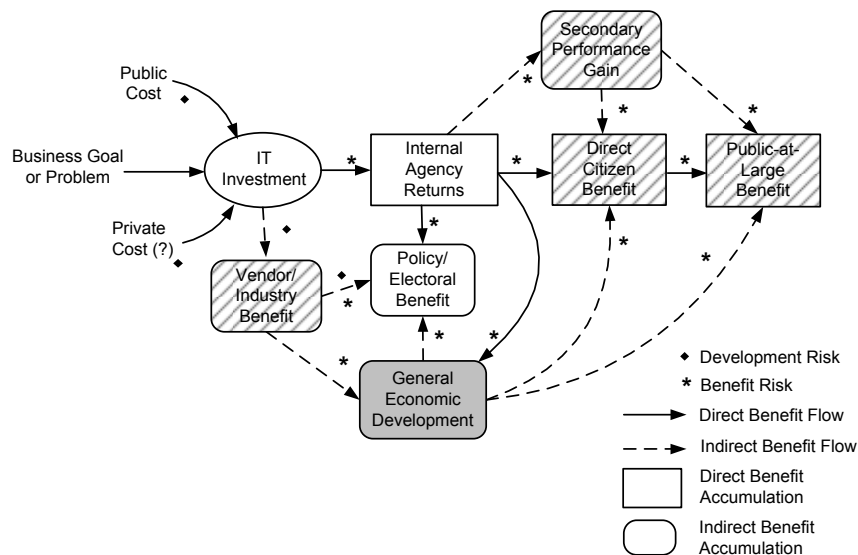 Secondary
Performance
Gain
Public
Cost
Business Goal
or Problem
IT
Investment
Internal
Agency
Returns
Direct
Citizen
Benefit
Public-at-
Large
Benefit
Private
Cost (?)
Vendor/
Industry
Benefit
Policy/
Electoral
Benefit
General
Economic
Development
Development Risk
* Benefit Risk
Direct Benefit Flow
Indirect Benefit Flow
Direct Benefit
Accumulation
Indirect Benefit
Accumulation